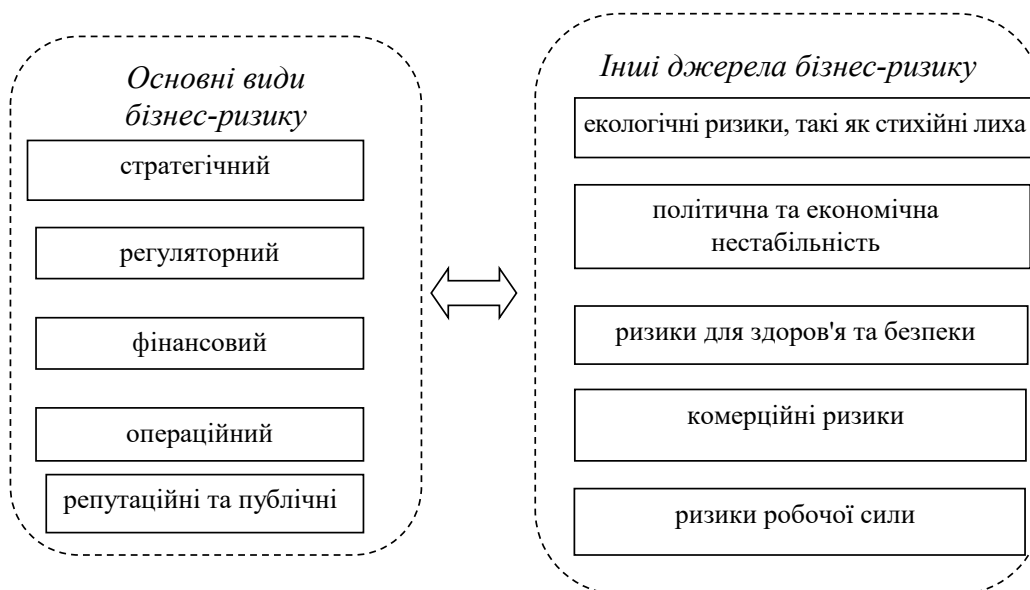 Основні види
бізнес-ризику
стратегічний
регуляторний
фінансовий
операційний
репутаційні та публічні
Інші джерела бізнес-ризику
екологічні ризики, такі як стихійні лиха
політична та економічна
нестабільність
ризики для здоров'я та безпеки
комерційні ризики
ризики робочої сили